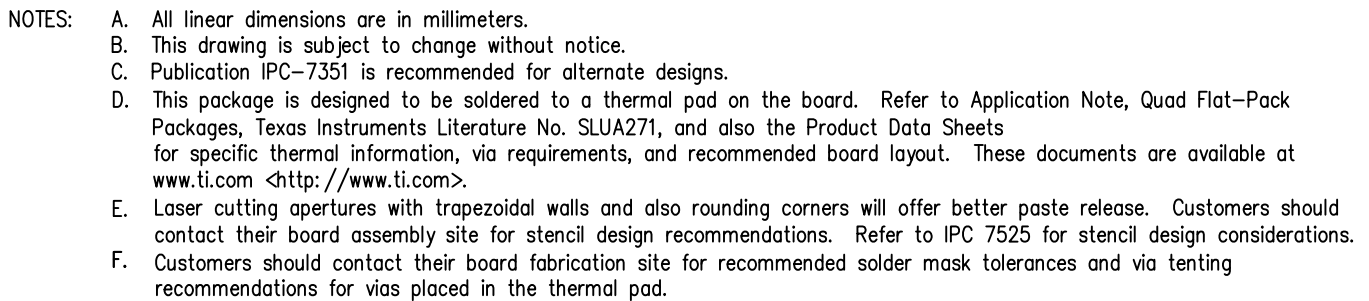 NOTES: A. All linear dimensions are in millimeters.
B. This drawing is subject to change without notice.
C. Publication IPC-7351 is recommended for alternate designs.
D. This package is designed to be soldered to a thermal pad on the board. Refer to Application Note, Quad Flat-Pack
Packages, Texas Instruments Literature No. SLUA271, and also the Product Data Sheets
for specific thermal information, via requirements, and recommended board layout. These documents are available at
www.ti.com <http: //www.ti.com>.
E. Laser cutting apertures with trapezoidal walls and also rounding corners will offer better paste release. Customers should
contact their board assembly site for stencil design recommendations. Refer to IPC 7525 for stencil design considerations.
F. Customers should contact their board fabrication site for recommended solder mask tolerances and via tenting
recommendations for vias placed in the thermal pad.